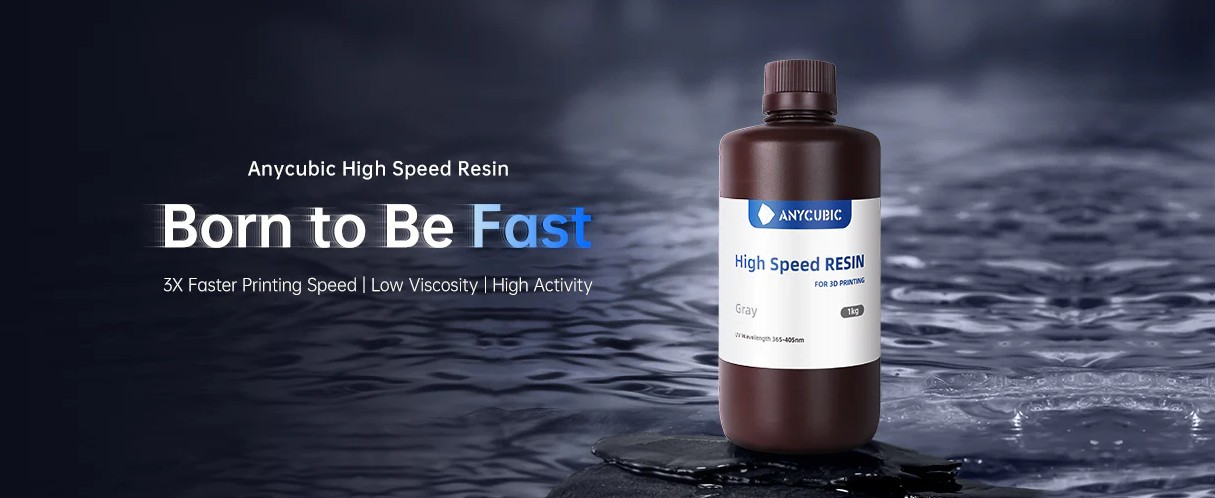 Anycubic High Speed Resin
Born to Be Fast
3X Faster Printing Speed | Low Viscosity | High Activity
ANYCUBIC
High Speed RESIN
FOR 3D PRINTING
Gray
1kg
UV Wavelength 365-405nm